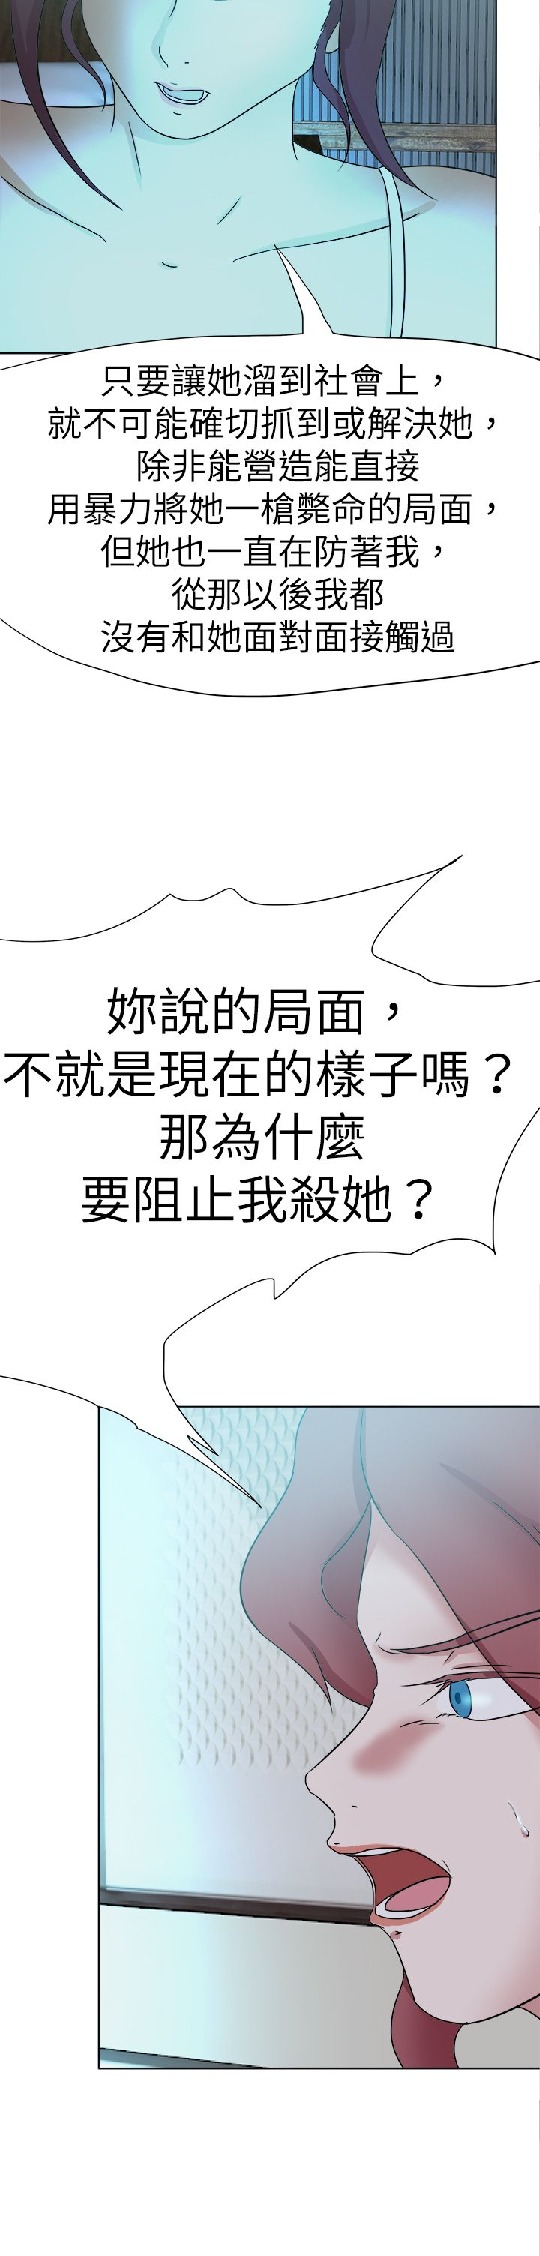 只要讓她溜到社會上，
就不可能確切抓到或解決她，
除非能營造能直接
用暴力將她一槍斃命的局面，
但她也一直在防著我，
從那以後我都
沒有和她面對面接觸過
妳說的局面，
不就是現在的樣子嗎？
那為什麼
要阻止我殺她？